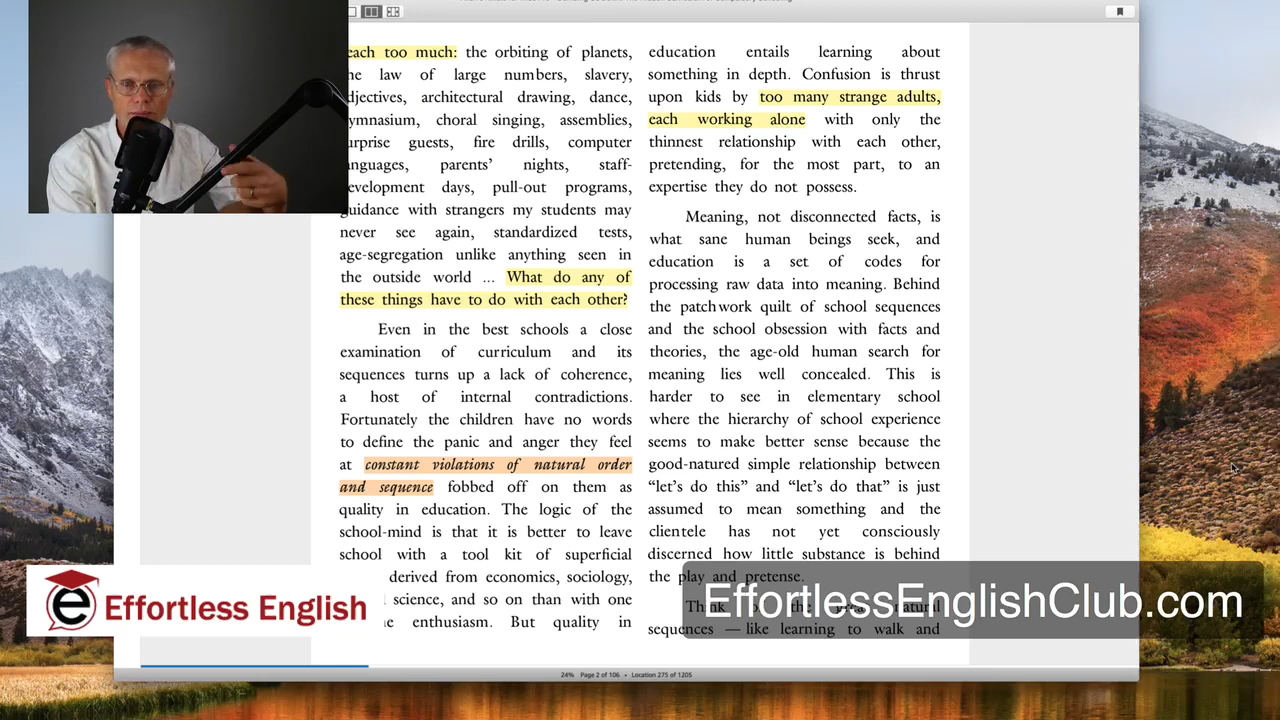 each too much: the orbiting of planets,
law of large numbers, slavery,
adjectives, architectural drawing, dance,
gymnasium, choral singing, assemblies,
surprise guests, fire drills, computer
languages, parents’ nights, staff-
development days, pull-out programs,
guidance with strangers my students may
never see again, standardized tests,
age-segregation unlike anything seen in
the outside world ... What do any of
these things have to do with each other?
Even in the best schools a close
examination of curriculum and its
sequences turns up a lack of coherence,
a host of internal contradictions.
Fortunately the children have no words
to define the panic and anger they feel
at constant violations of natural order
and sequence fobbed off on them as
quality in education. The logic of the
school-mind is that it is better to leave
school with a tool kit of superficial
derived from economics, sociology,
science, and so on than with one
enthusiasm. But quality in
education entails learning about
something in depth. Confusion is thrust
upon kids by too many strange adults,
each working alone with only the
thinnest relationship with each other,
pretending, for the most part, to an
expertise they do not possess.
Meaning, not disconnected facts, is
what sane human beings seek, and
education is a set of codes for
processing raw data into meaning. Behind
the patchwork quilt of school sequences
and the school obsession with facts and
theories, the age-old human search for
meaning lies well concealed. This is
harder to see in elementary school
where the hierarchy of school experience
seems to make better sense because the
good-natured simple relationship between
“let’s do this” and “let’s do that” is just
assumed to mean something and the
clientele has not yet consciously
discerned how little substance is behind
the play and pretense.
Think of the great natural
sequences — like learning to walk and
e Effortless English
EffortlessEnglishClub.com
24% Page 2 of 106 • Location 275 of 1205